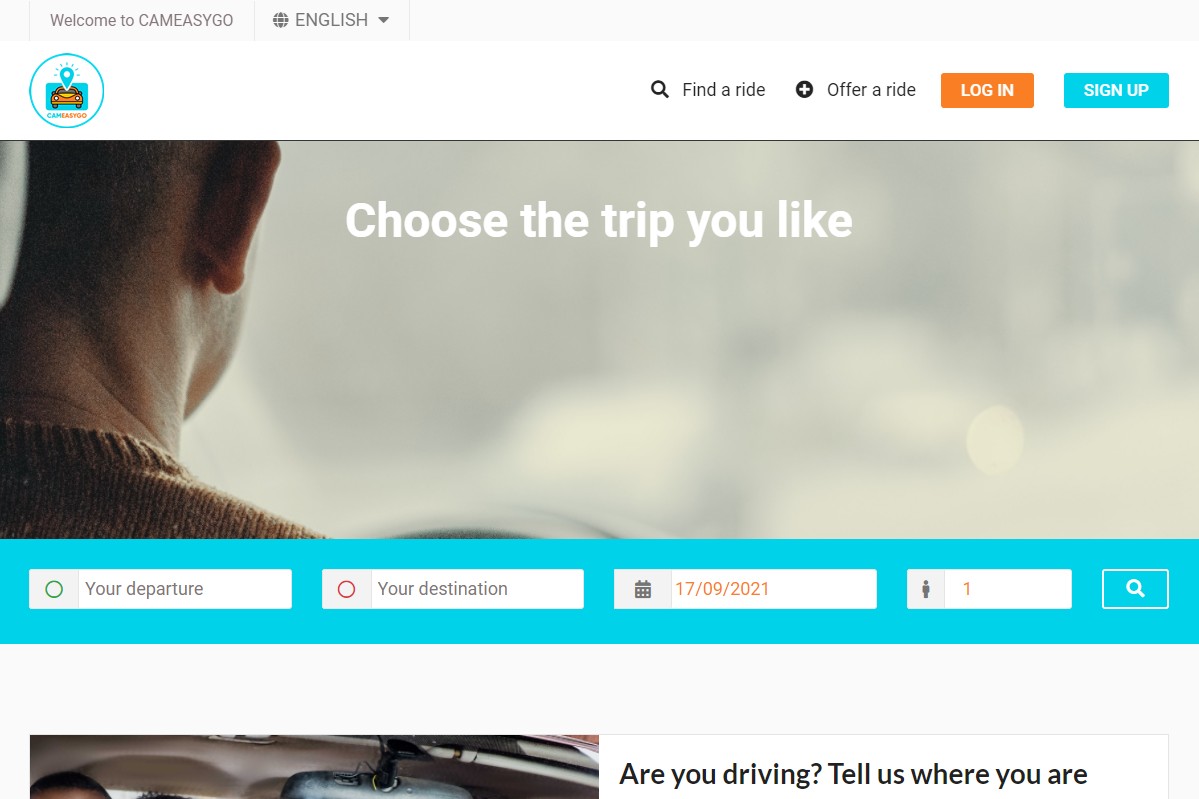 Welcome to CAMEASYGO
ENGLISH
CAMEASYGO
Find a ride
Offer a ride
LOG IN
SIGN UP
Choose the trip you like
Your departure
Your destination
17/09/2021
1
Are you driving? Tell us where you are